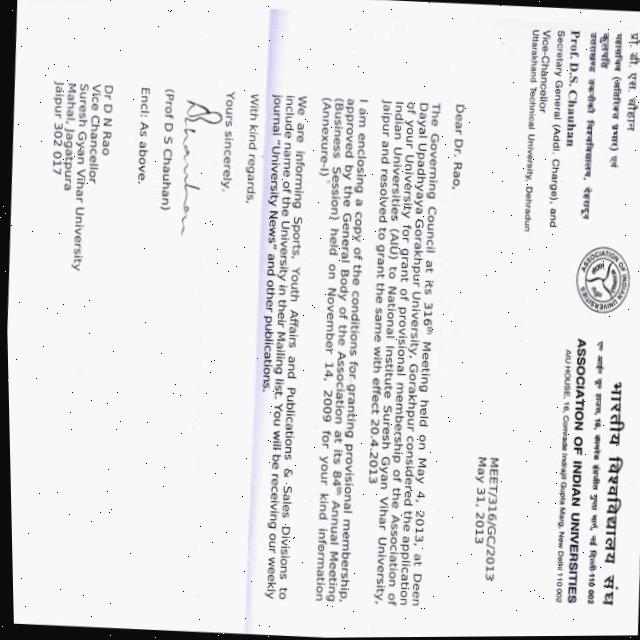 प्रो. डी. एस. चौहान
महासचिव (अतिरिक्त प्रभार) एवं
कुलपति
उत्तराखण्ड तकनीकी विश्वविद्यालय, देहरादून
Prof. D.S. Chauhan
Secretary General (Addl. Charge), and
Vice-Chancellor
Uttarakhand Technical University, Dehradun
ASSOCIATION OF INDIAN UNIVERSITIES
भारतीय विश्वविद्यालय संघ
ए आई यू हाउस, 16, कामरेड इंद्रजीत गुप्ता मार्ग, नई दिल्ली 110 002
ASSOCIATION OF INDIAN UNIVERSITIES
AIU HOUSE, 16, Comrade Indrajit Gupta Marg, New Delhi 110 002
MEET/316/GC/2013
May 31, 2013
Dear Dr. Rao,
The Governing Council at its 316th Meeting held on May 4, 2013, at Deen
Dayal Upadhyaya Gorakhpur University, Gorakhpur considered the application
of your University for grant of provisional membership of the Association of
Indian Universities (AIU) to National Institute Suresh Gyan Vihar University,
Jaipur and resolved to grant the same with effect 20.4.2013
I am enclosing a copy of the conditions for granting provisional membership,
approved by the General Body of the Association at its 84th Annual Meeting
(Business Session) held on November 14, 2009 for your kind information
(Annexure-I)
We are informing Sports, Youth Affairs and Publications & Sales Divisions to
include name of the University in their Mailing list. You will be receiving our weekly
journal "University News" and other publications.
With kind regards,
Yours sincerely,
(Prof D S Chauhan)
Encl: As above.
Dr D N Rao
Vice Chancellor
Suresh Gyan Vihar University
Mahal, Jagatpura
Jaipur 302 017